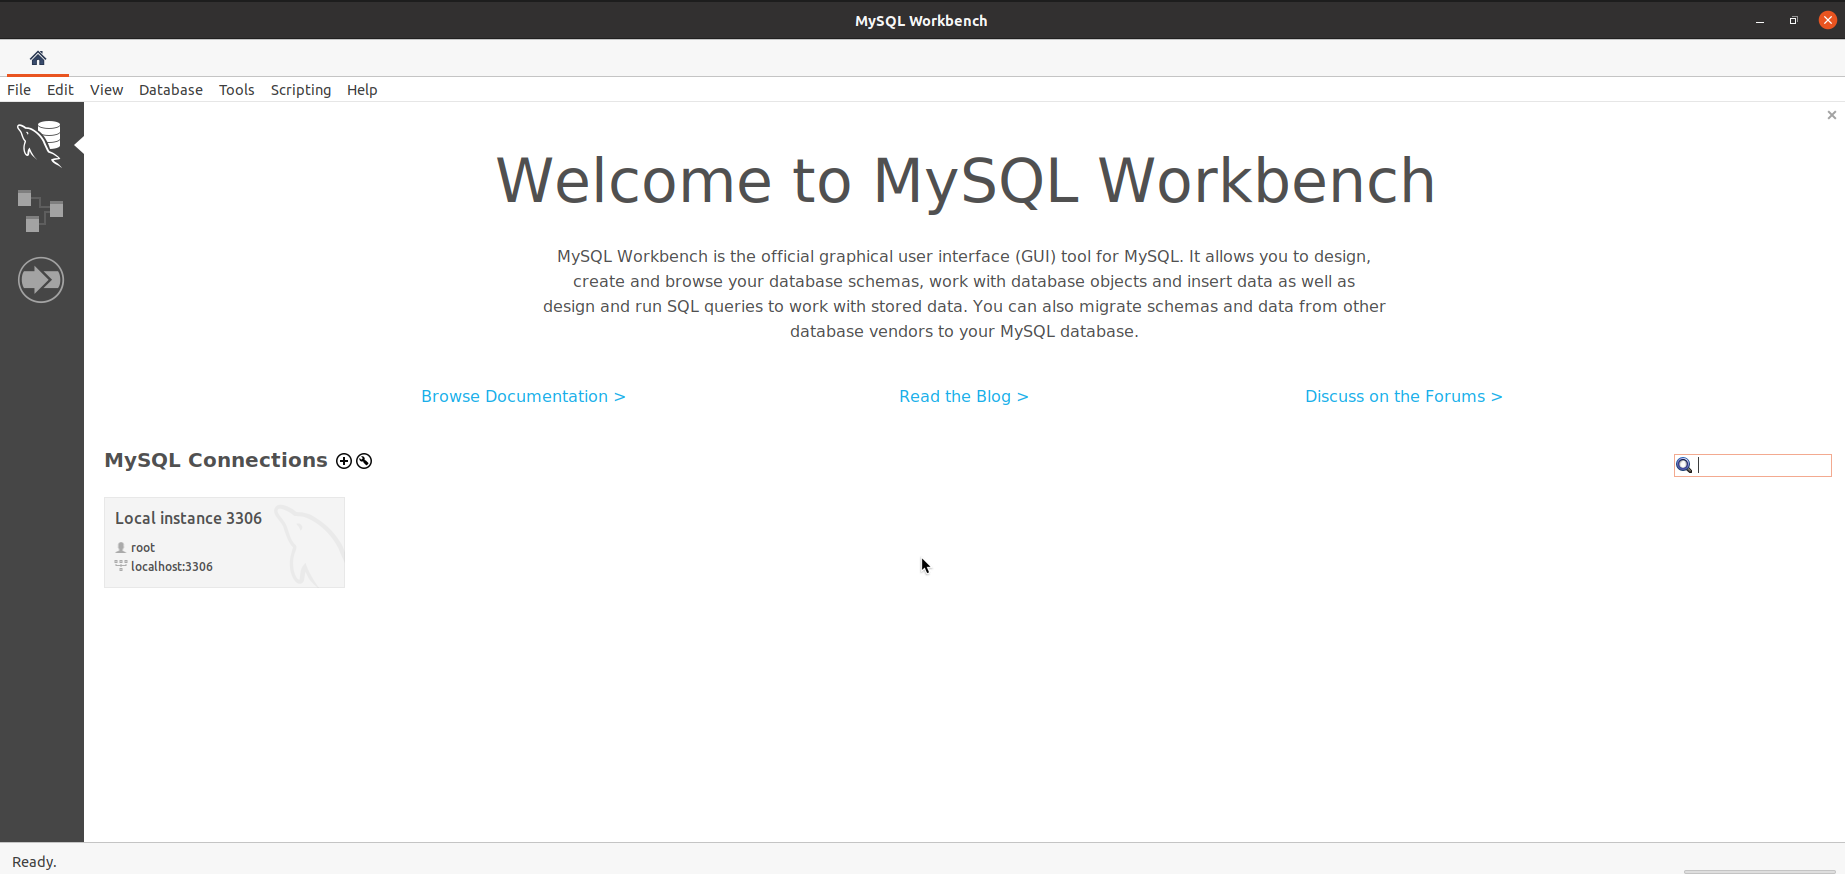 MySQL Workbench
File Edit View Database Tools Scripting Help
Welcome to MySQL Workbench
MySQL Workbench is the official graphical user interface (GUI) tool for MySQL. It allows you to design,
create and browse your database schemas, work with database objects and insert data as well as
design and run SQL queries to work with stored data. You can also migrate schemas and data from other
database vendors to your MySQL database.
Browse Documentation > Read the Blog > Discuss on the Forums >
MySQL Connections
Local instance 3306
root
localhost:3306
Ready.